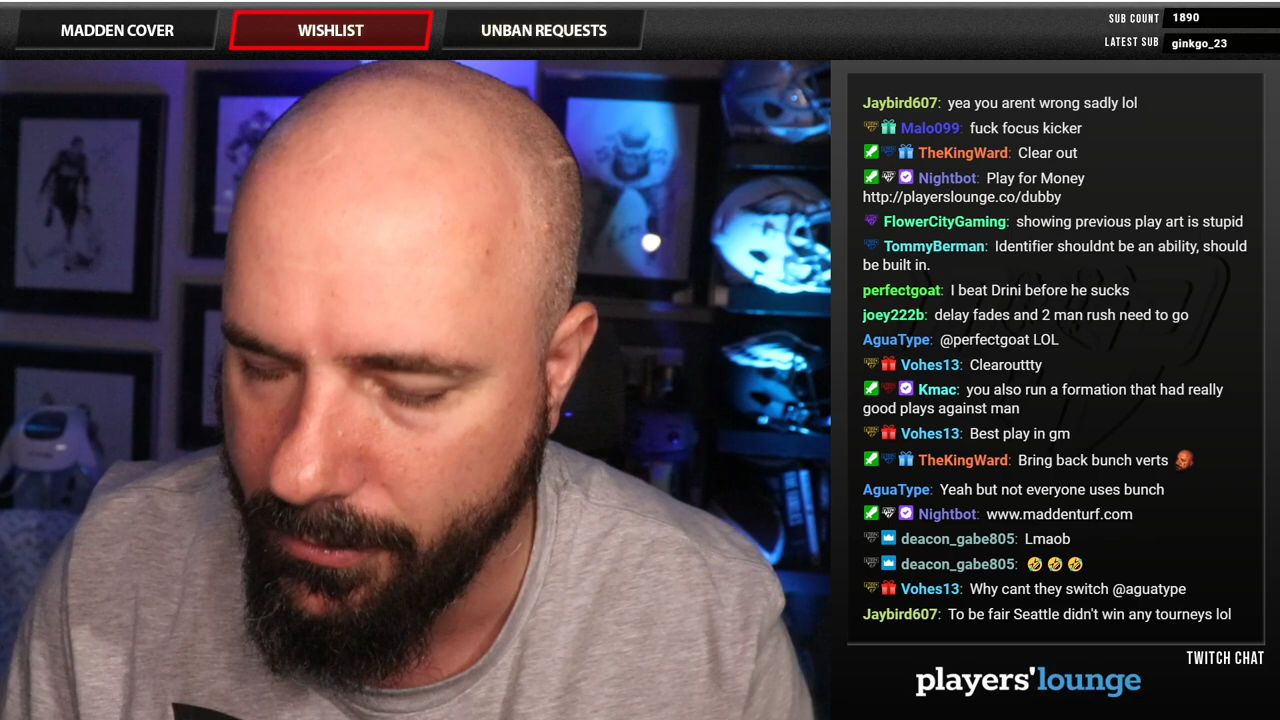 MADDEN COVER
WISHLIST
UNBAN REQUESTS
SUB COUNT 1890
LATEST SUB ginkgo_23
Jaybird607: yea you arent wrong sadly lol
Malo099: fuck focus kicker
TheKingWard: Clear out
Nightbot: Play for Money
http://playerslounge.co/dubby
FlowerCityGaming: showing previous play art is stupid
TommyBerman: Identifier shouldnt be an ability, should
be built in.
perfectgoat: I beat Drini before he sucks
joey222b: delay fades and 2 man rush need to go
AguaType: @perfectgoat LOL
Vohes13: Clearouttty
Kmac: you also run a formation that had really
good plays against man
Vohes13: Best play in gm
TheKingWard: Bring back bunch verts
AguaType: Yeah but not everyone uses bunch
Nightbot: www.maddenturf.com
deacon_gabe805: Lmaob
deacon_gabe805: 🤣 🤣 🤣
Vohes13: Why cant they switch @aguatype
Jaybird607: To be fair Seattle didn't win any tourneys lol
TWITCH CHAT
players'lounge